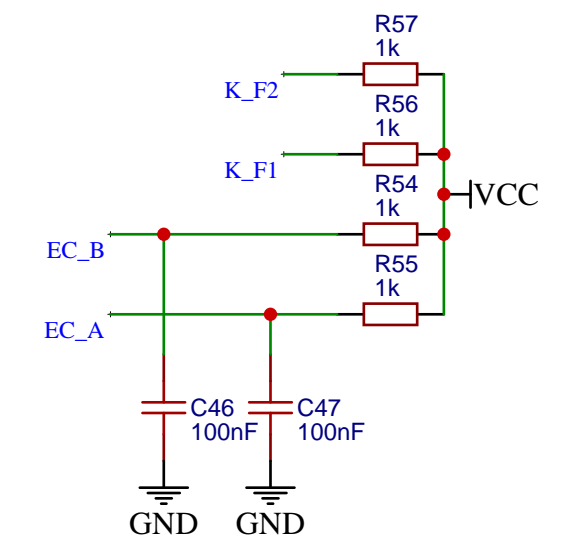 R57
1k
K_F2
R56
1k
K_F1
R54
1k
VCC
EC_B
R55
1k
EC_A
C46
100nF
C47
100nF
GND
GND